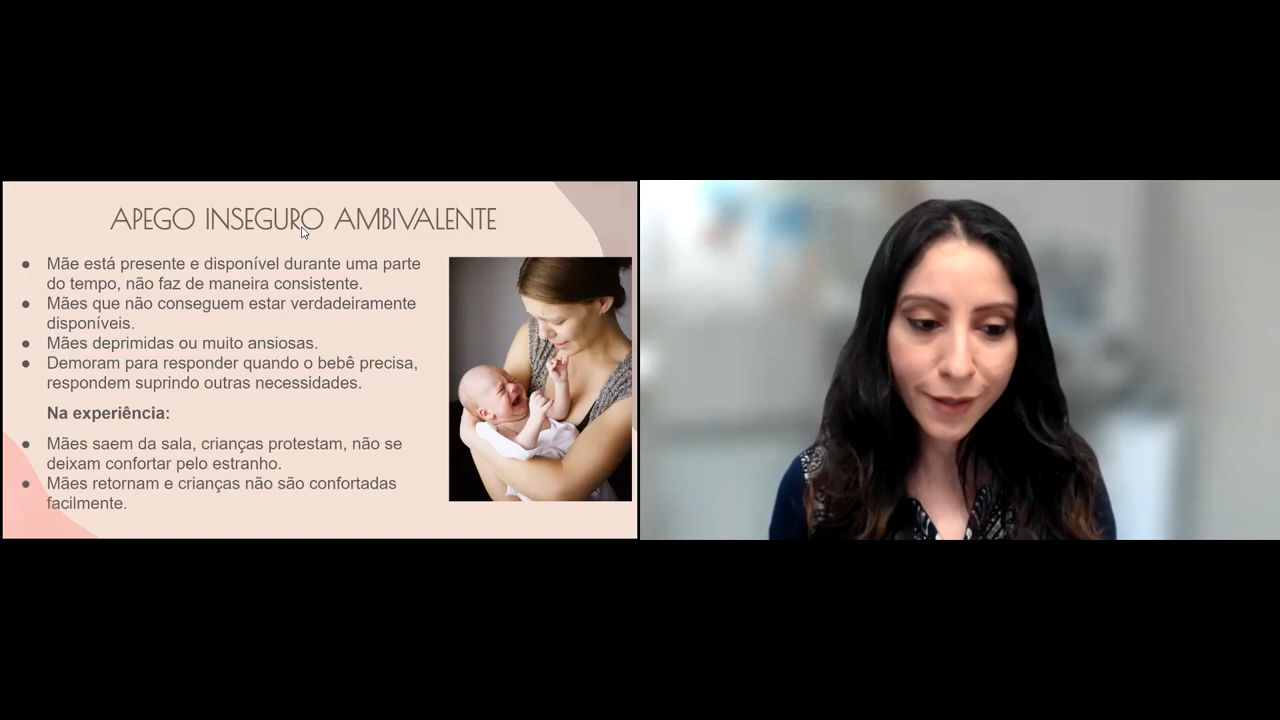 APEGO INSEGURO AMBIVALENTE
● Mãe está presente e disponível durante uma parte
do tempo, não faz de maneira consistente.
● Mães que não conseguem estar verdadeiramente
disponíveis.
● Mães deprimidas ou muito ansiosas.
● Demoram para responder quando o bebê precisa,
respondem suprindo outras necessidades.
Na experiência:
● Mães saem da sala, crianças protestam, não se
deixam confortar pelo estranho.
● Mães retornam e crianças não são confortadas
facilmente.